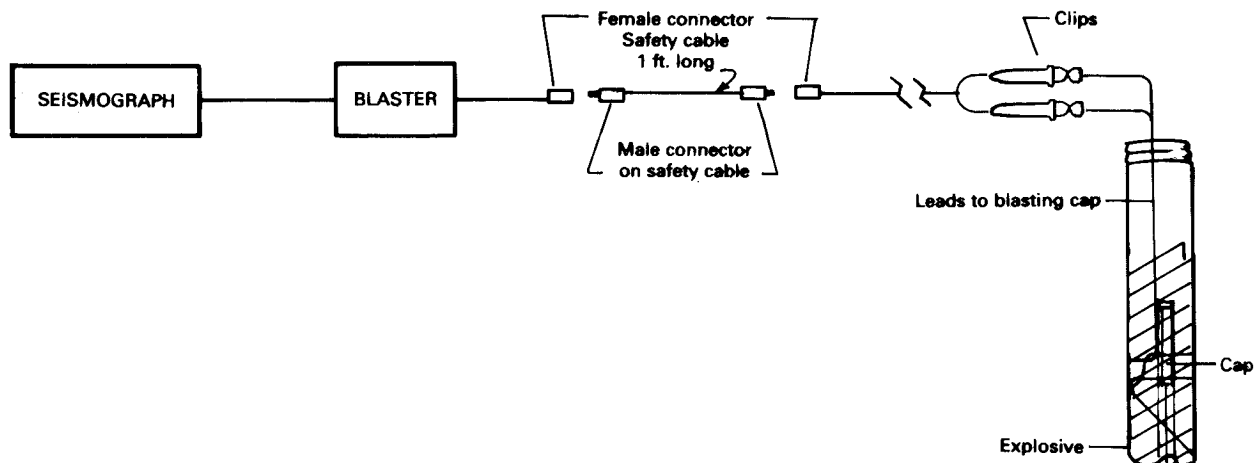 SEISMOGRAPH
BLASTER
Female connector
Safety cable
1 ft. long
Male connector
on safety cable
Clips
Leads to blasting cap
Cap
Explosive